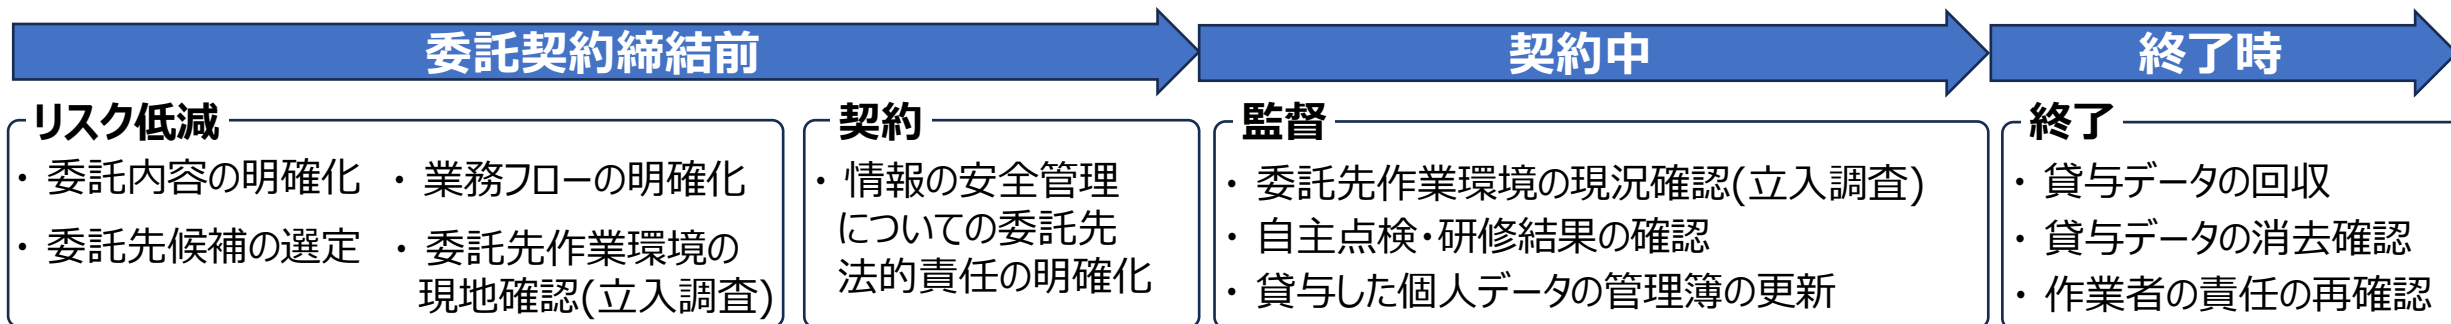 委託契約締結前
契約中
終了時
リスク低減
・ 委託内容の明確化
・ 業務フローの明確化
・ 委託先候補の選定
・ 委託先作業環境の
現地確認(立入調査)
契約
・ 情報の安全管理
についての委託先
法的責任の明確化
監督
・ 委託先作業環境の現況確認(立入調査)
・ 自主点検・研修結果の確認
・ 貸与した個人データの管理簿の更新
終了
・ 貸与データの回収
・ 貸与データの消去確認
・ 作業者の責任の再確認